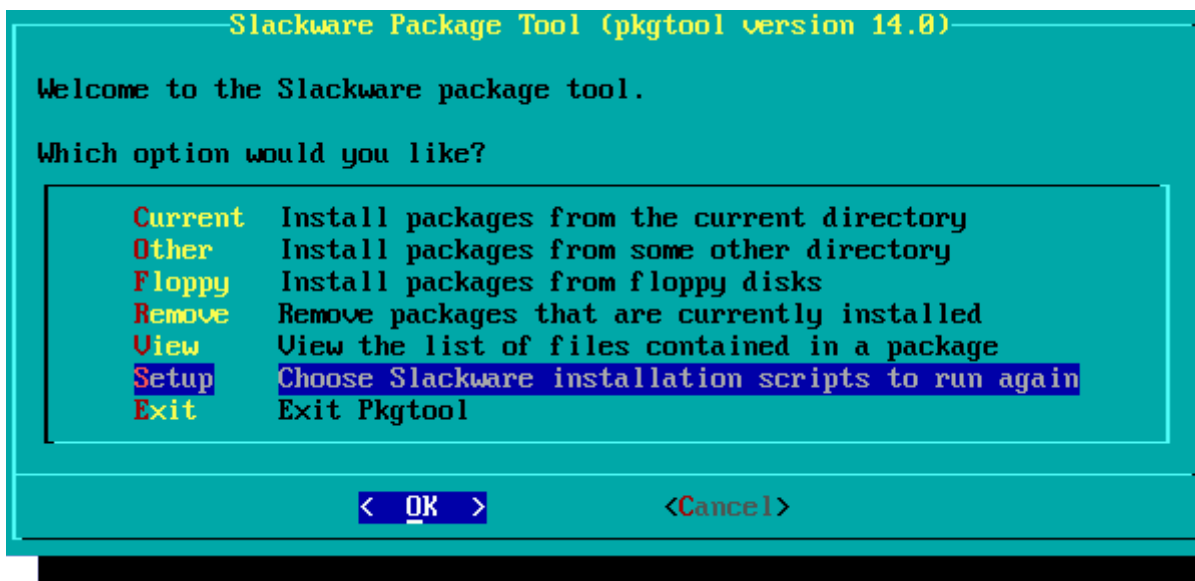 Slackware Package Tool (pkgtool version 14.0)
Welcome to the Slackware package tool.
Which option would you like?
Current Install packages from the current directory
Other Install packages from some other directory
Floppy Install packages from floppy disks
Remove Remove packages that are currently installed
View View the list of files contained in a package
Setup Choose Slackware installation scripts to run again
Exit Exit Pkgtool
< OK > <Cancel>